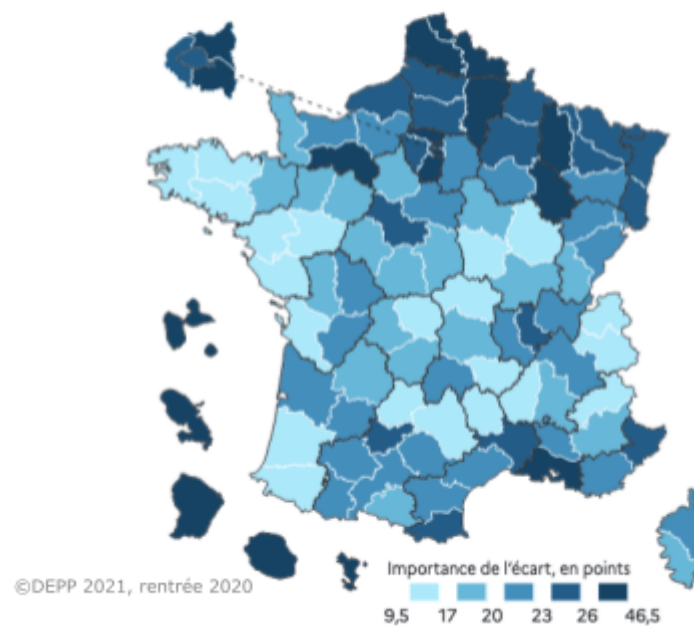 Importance de l'écart, en points
©DEPP 2021, rentrée 2020
9,5 17 20 23 26 46,5